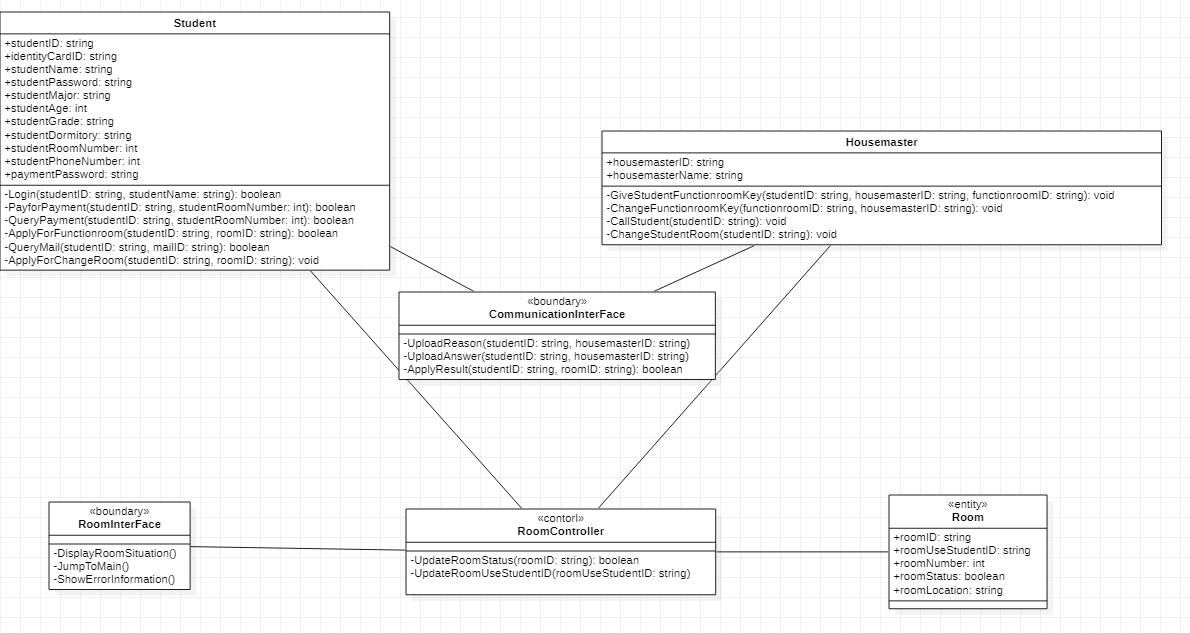 Student
+studentID: string
+identityCardID: string
+studentName: string
+studentPassword: string
+studentMajor: string
+studentAge: int
+studentGrade: string
+studentDormitory: string
+studentRoomNumber: int
+studentPhoneNumber: int
+paymentPassword: string
-Login(studentID: string, studentName: string): boolean
-PayforPayment(studentID: string, studentRoomNumber: int): boolean
-QueryPayment(studentID: string, studentRoomNumber: int): boolean
-ApplyForFunctionroom(studentID: string, roomID: string): boolean
-QueryMail(studentID: string, mailID: string): boolean
-ApplyForChangeRoom(studentID: string, roomID: string): void
Housemaster
+housemasterID: string
+housemasterName: string
-GiveStudentFunctionroomKey(studentID: string, housemasterID: string, functionroomID: string): void
-ChangeFunctionroomKey(functionroomID: string, housemasterID: string): void
-CallStudent(studentID: string): void
-ChangeStudentRoom(studentID: string): void
«boundary»
CommunicationInterFace
-UploadReason(studentID: string, housemasterID: string)
-UploadAnswer(studentID: string, housemasterID: string)
-ApplyResult(studentID: string, roomID: string): boolean
«boundary»
RoomInterFace
-DisplayRoomSituation()
-JumpToMain()
-ShowErrorInformation()
«contorl»
RoomController
-UpdateRoomStatus(roomID: string): boolean
-UpdateRoomUseStudentID(roomUseStudentID: string)
«entity»
Room
+roomID: string
+roomUseStudentID: string
+roomNumber: int
+roomStatus: boolean
+roomLocation: string